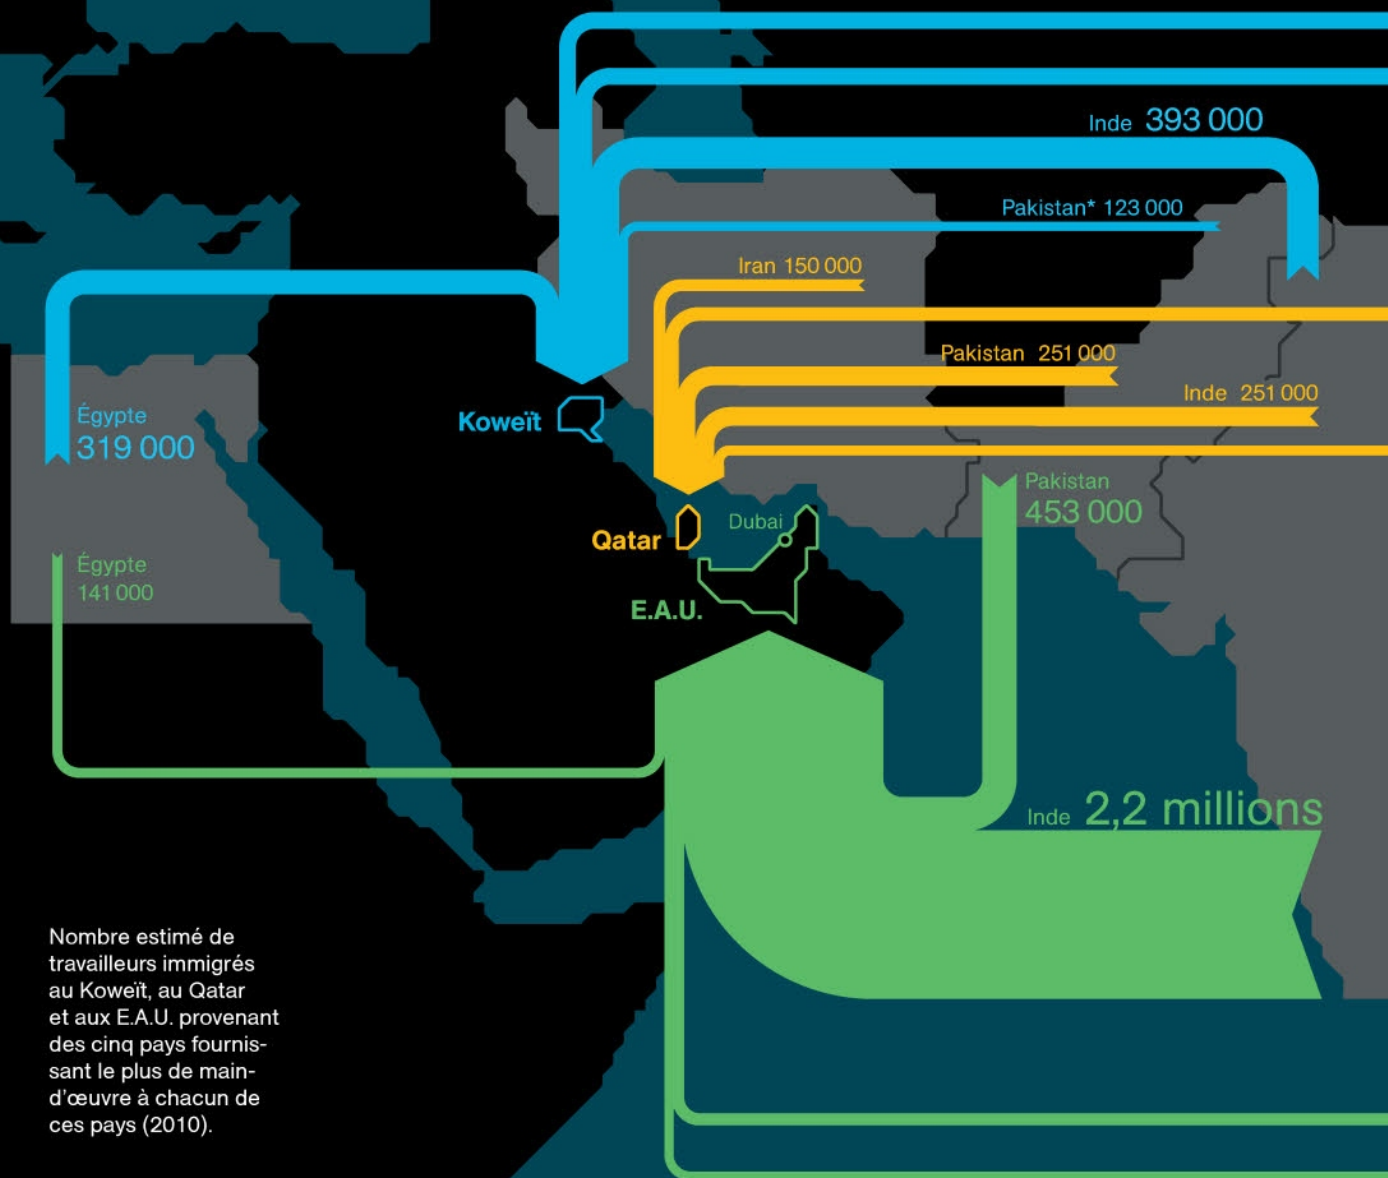 Inde 393 000
Pakistan* 123 000
Iran 150 000
Pakistan 251 000
Inde 251 000
Égypte
319 000
Koweït
Pakistan
453 000
Dubai
Qatar
Égypte
141 000
E.A.U.
Inde 2,2 millions
Nombre estimé de
travailleurs immigrés
au Koweït, au Qatar
et aux E.A.U. provenant
des cinq pays fournis-
sant le plus de main-
d'œuvre à chacun de
ces pays (2010).